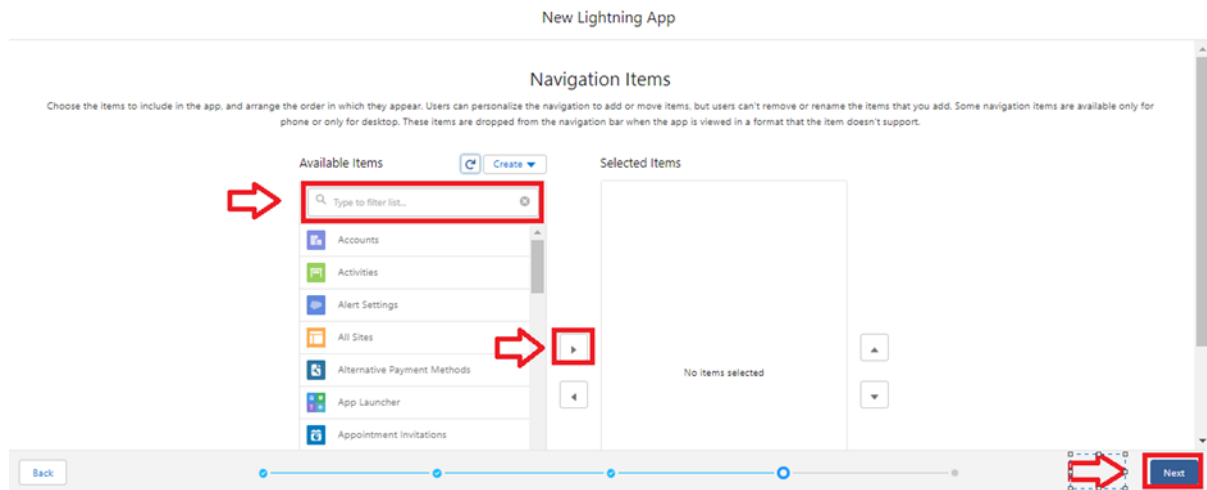 New Lightning App
Navigation Items
Choose the items to include in the app, and arrange the order in which they appear. Users can personalize the navigation to add or move items, but users can't remove or rename the items that you add. Some navigation items are available only for
phone or only for desktop. These items are dropped from the navigation bar when the app is viewed in a format that the item doesn't support.
Available Items
Create
Selected Items
Type to filter list...
Accounts
Activities
Alert Settings
All Sites
Alternative Payment Methods
No items selected
App Launcher
Appointment Invitations
Back
Next